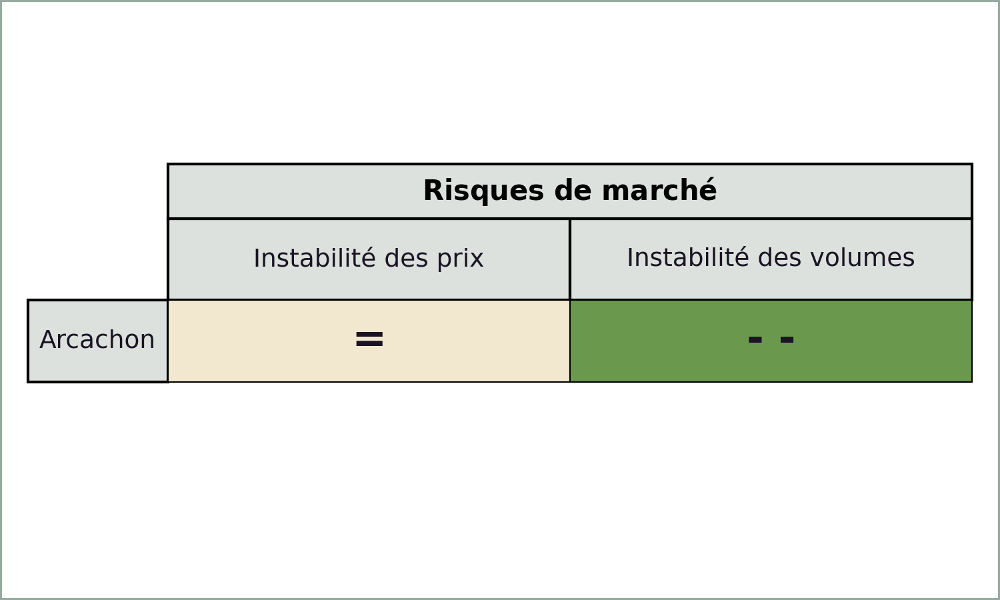 Risques de marché
Instabilité des prix
Instabilité des volumes
Arcachon
=
- -